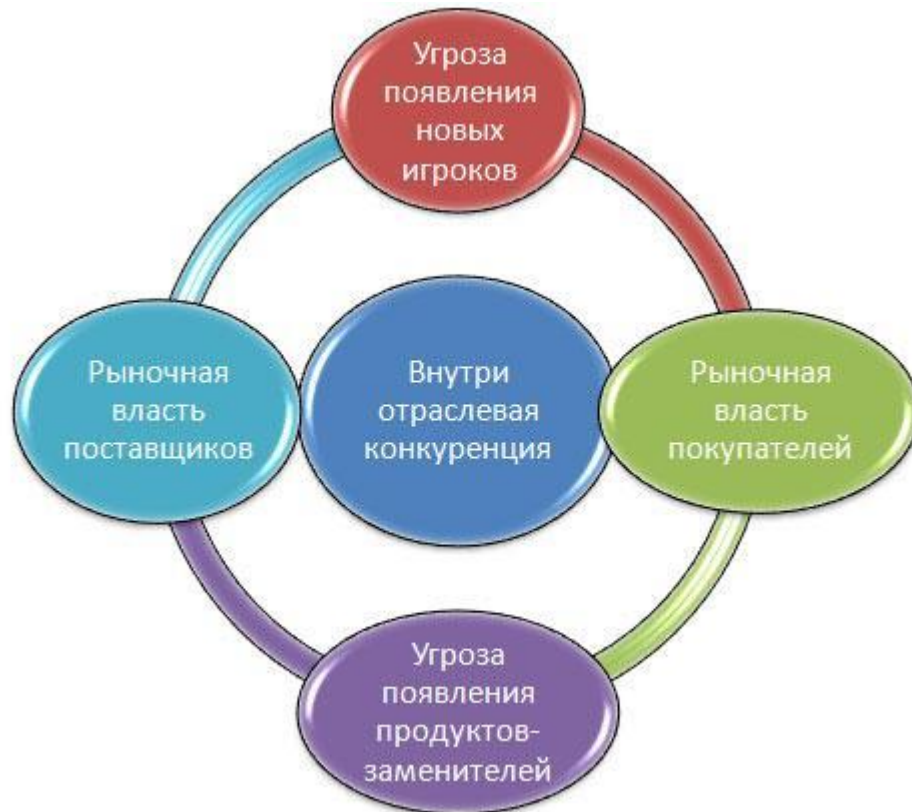 Угроза
появления
новых
игроков
Рыночная
власть
поставщиков
Внутри
отраслевая
конкуренция
Рыночная
власть
покупателей
Угроза
появления
продуктов-
заменителей